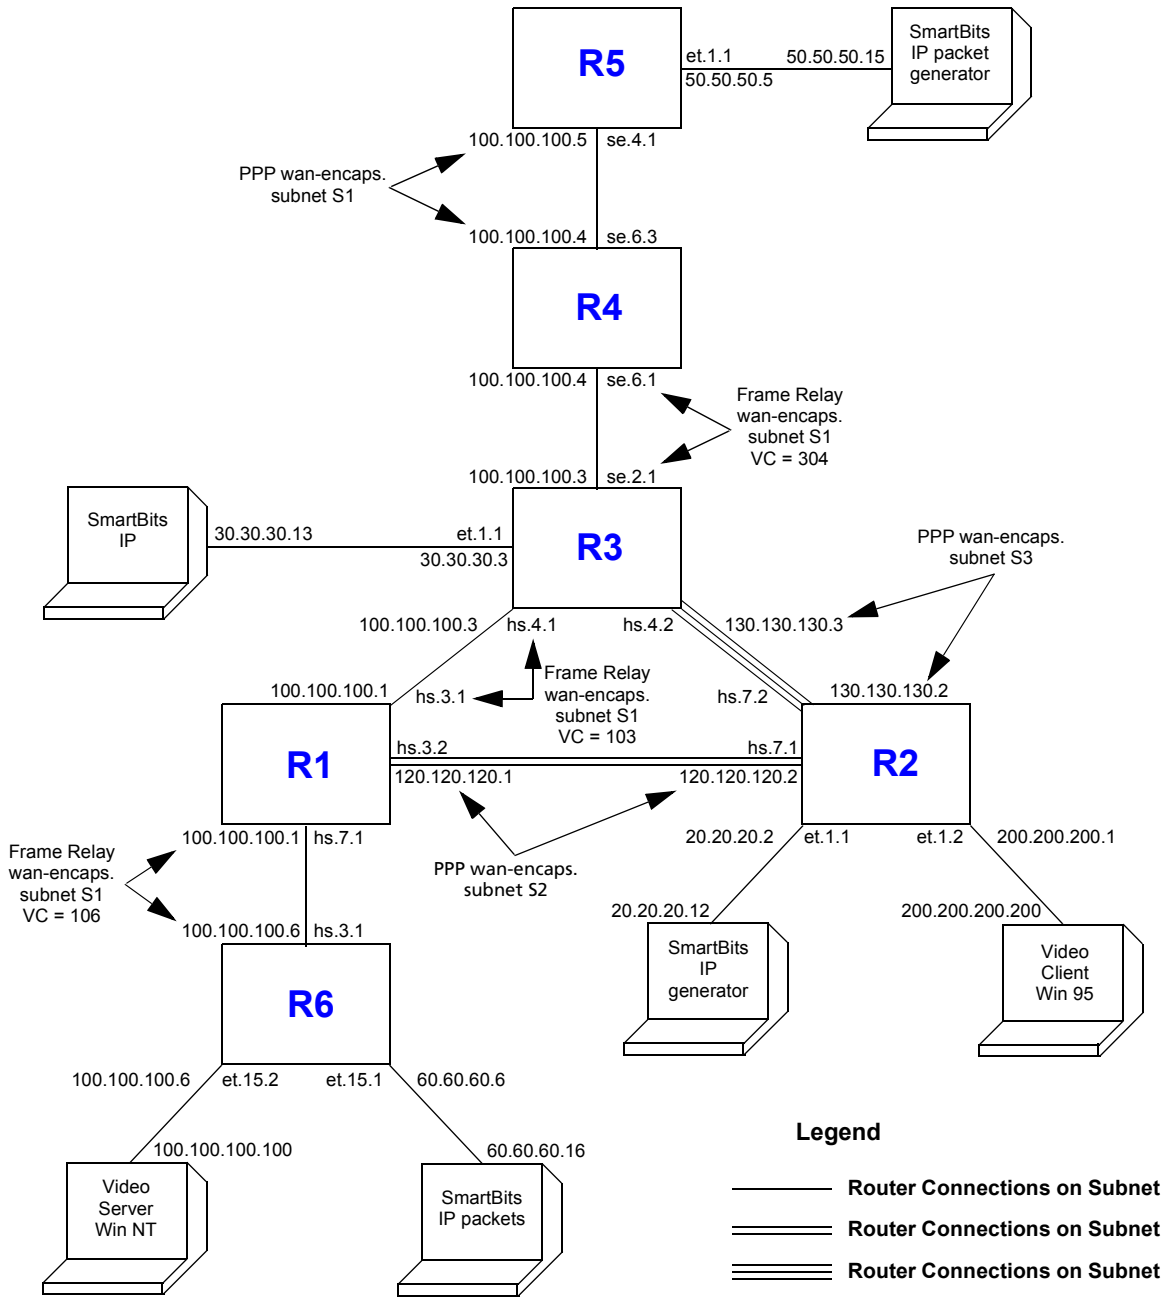 R5
et.1.1
50.50.50.5
50.50.50.15
SmartBits
IP packet
generator
100.100.100.5
se.4.1
PPP wan-encaps.
subnet S1
100.100.100.4
se.6.3
R4
100.100.100.4
se.6.1
Frame Relay
wan-encaps.
subnet S1
VC = 304
100.100.100.3
se.2.1
SmartBits
IP
30.30.30.13
et.1.1
30.30.30.3
R3
PPP wan-encaps.
subnet S3
100.100.100.3
hs.4.1
hs.4.2
130.130.130.3
100.100.100.1
hs.3.1
Frame Relay
wan-encaps.
subnet S1
VC = 103
hs.7.2
130.130.130.2
R1
hs.3.2
120.120.120.1
hs.7.1
120.120.120.2
R2
100.100.100.1
hs.7.1
Frame Relay
wan-encaps.
subnet S1
VC = 106
PPP wan-encaps.
subnet S2
20.20.20.2
et.1.1
et.1.2
200.200.200.1
100.100.100.6
hs.3.1
20.20.20.12
200.200.200.200
SmartBits
IP
generator
Video
Client
Win 95
R6
100.100.100.6
et.15.2
et.15.1
60.60.60.6
100.100.100.100
60.60.60.16
Video
Server
Win NT
SmartBits
IP packets
Legend
Router Connections on Subnet
Router Connections on Subnet
Router Connections on Subnet